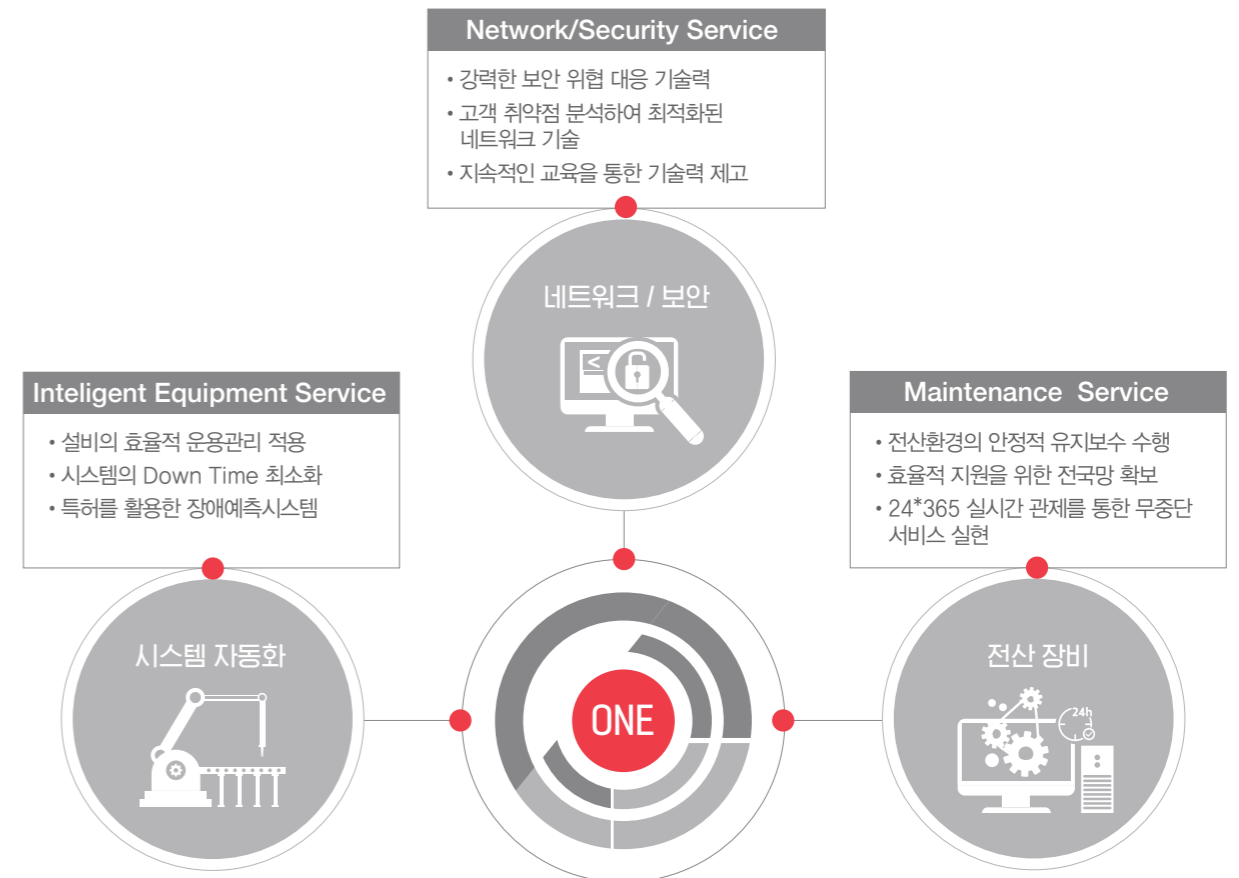 Network/Security Service
• 강력한 보안 위협 대응 기술력
• 고객 취약점 분석하여 최적화된
네트워크 기술
• 지속적인 교육을 통한 기술력 제고
네트워크 / 보안
<
Inteligent Equipment Service
• 설비의 효율적 운용관리 적용
• 시스템의 Down Time 최소화
• 특허를 활용한 장애예측시스템
시스템 자동화
Maintenance Service
• 전산환경의 안정적 유지보수 수행
• 효율적 지원을 위한 전국망 확보
• 24*365 실시간 관제를 통한 무중단
서비스 실현
전산 장비
24h
ONE